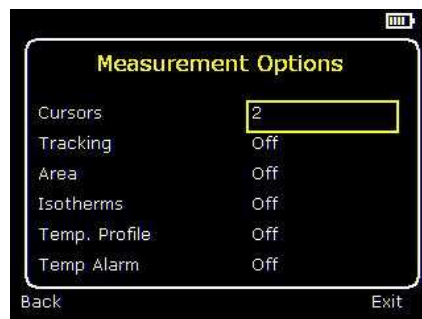 Measurement Options
Cursors 2
Tracking Off
Area Off
Isotherms Off
Temp. Profile Off
Temp Alarm Off
Back Exit